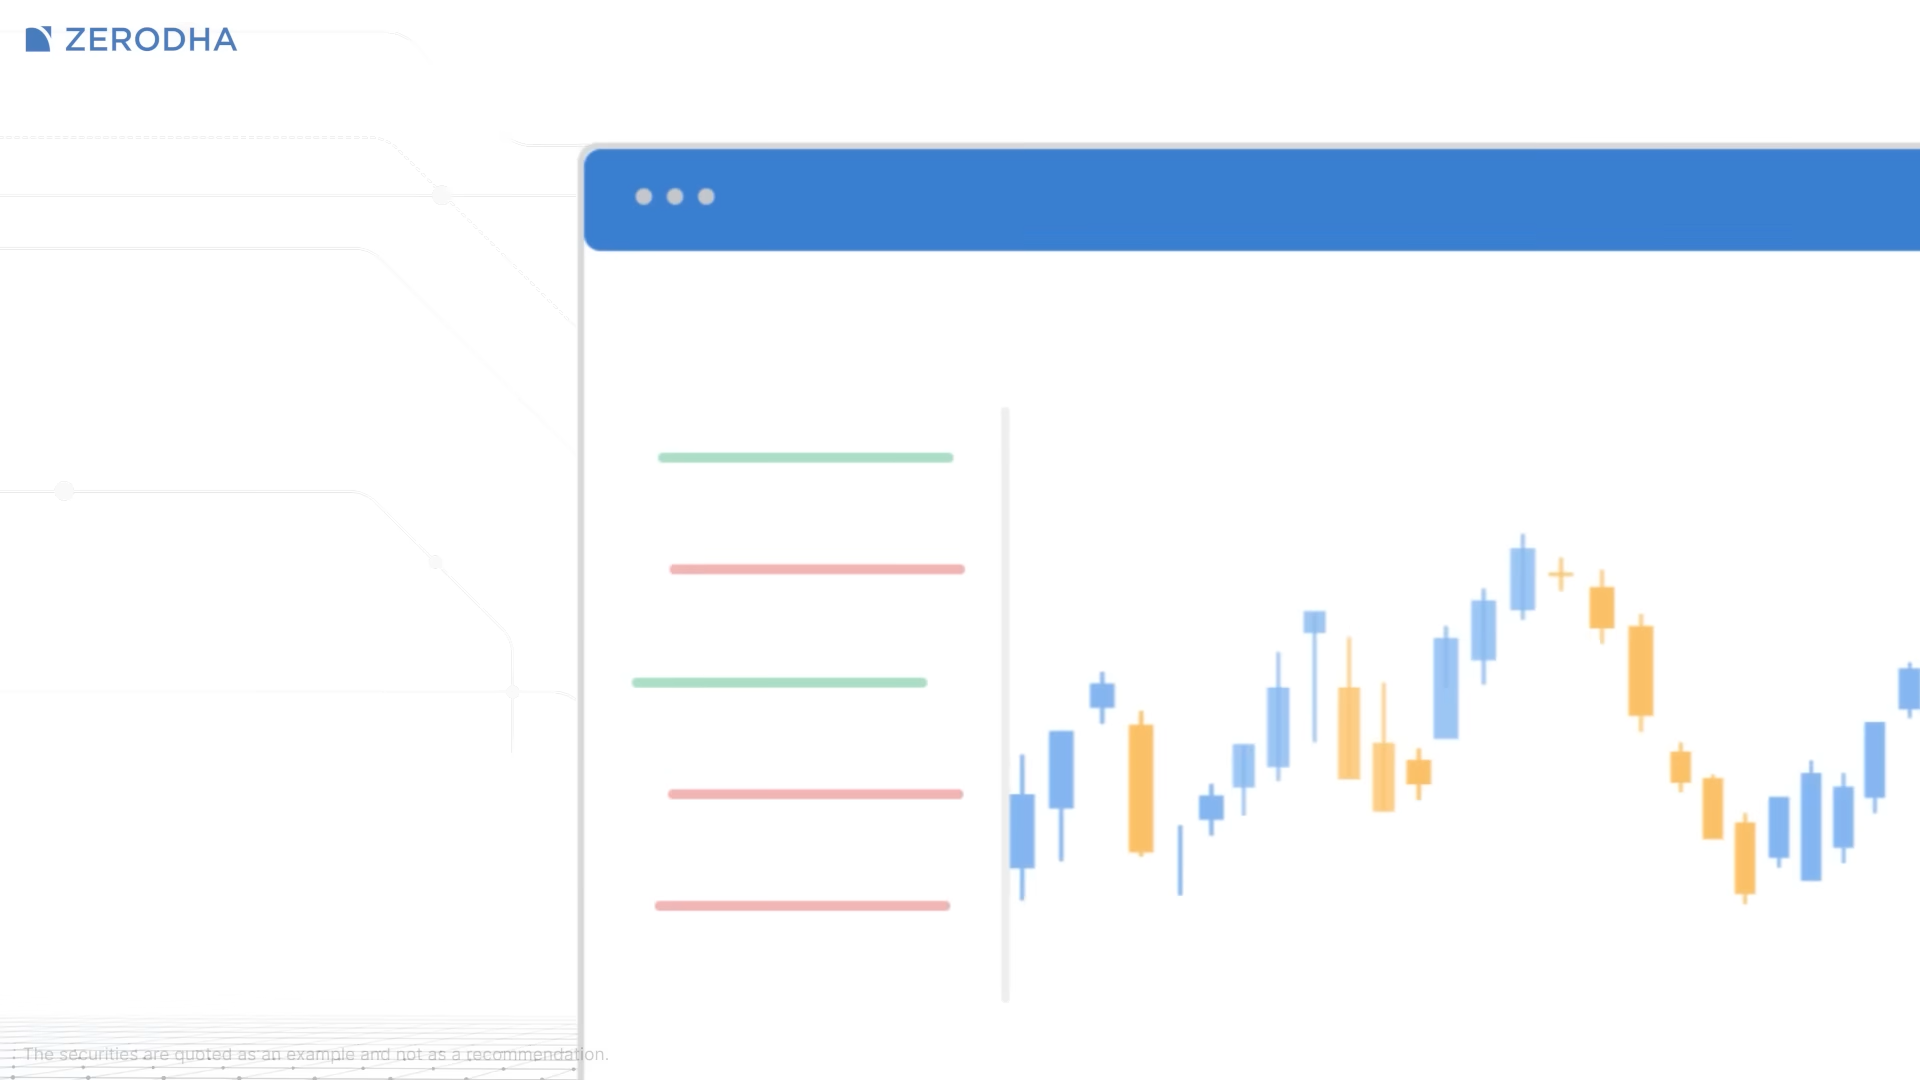 ZERODHA
: The securities are quoted as an example and not as a recommendation.